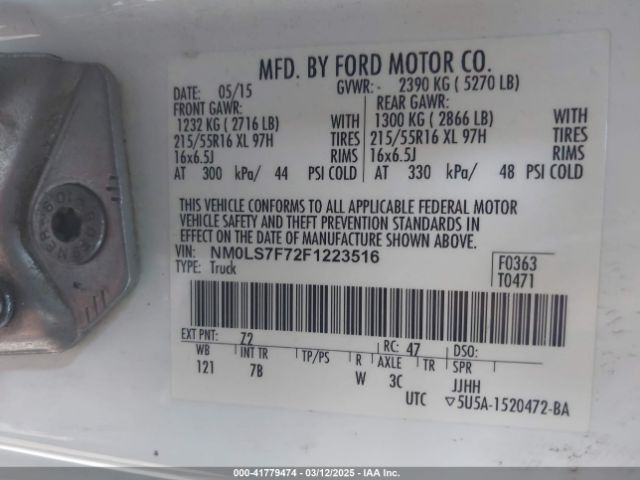 MFD. BY FORD MOTOR CO.
DATE: 05/15 GVWR: - 2390 KG ( 5270 LB)
FRONT GAWR: REAR GAWR:
1232 KG ( 2716 LB) WITH 1300 KG ( 2866 LB) WITH
215/55R16 XL 97H TIRES 215/55R16 XL 97H TIRES
16x6.5J RIMS 16x6.5J RIMS
AT 300 kPa/ 44 PSI COLD AT 330 kPa/ 48 PSI COLD
THIS VEHICLE CONFORMS TO ALL APPLICABLE FEDERAL MOTOR
VEHICLE SAFETY AND THEFT PREVENTION STANDARDS IN
EFFECT ON THE DATE OF MANUFACTURE SHOWN ABOVE.
VIN: NM0LS7F72F1223516
TYPE: Truck
F0363
T0471
EXT PNT: Z2 RC: 47 DSO:
WB INT TR TP/PS R AXLE TR SPR
121 7B W 3C JJHH
UTC ▽5U5A-1520472-BA
000-41779474 | 03/12/2025 - IAA Inc.